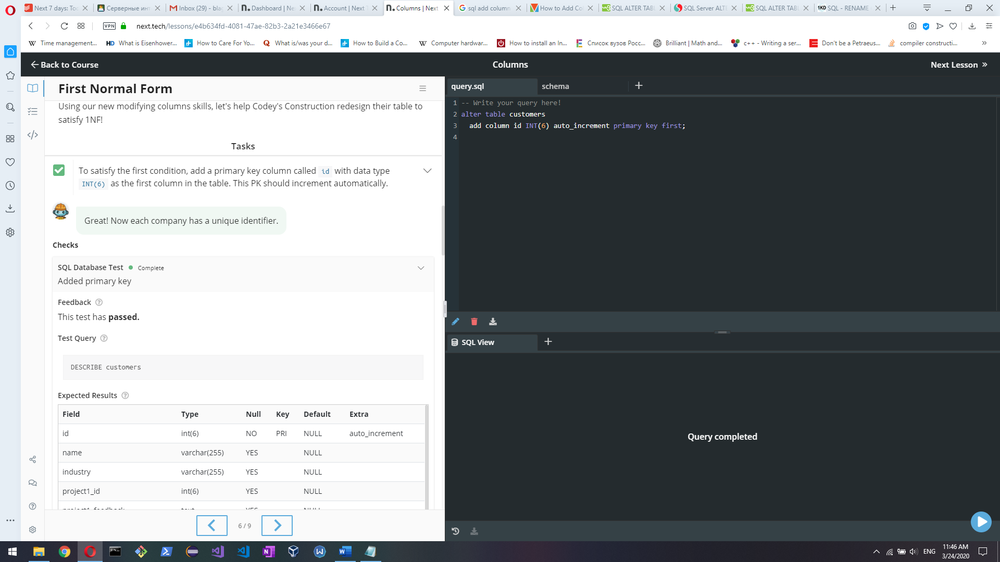 Next 7 days: Too
Серверные инт
Inbox (29) - blac
Dashboard | Ne
Account | Next T
Columns | Next
sql add column
How to Add Col
SQL ALTER TABL
SQL Server ALTE
SQL ALTER TABL
1KD SQL - RENAME
VPN
next.tech/lessons/e4b634fd-4081-47ae-82b3-2a21e3466e67
Time management...
HD What is Eisenhower...
How to Care For Yo...
What is/was your d...
How to Build a Co...
Computer hardwar...
How to install an In...
Список вузов Росс...
Brilliant | Math and...
c++ - Writing a ser...
Don't be a Petraeus...
compiler constructi...
Back to Course
Columns
Next Lesson
First Normal Form
Using our new modifying columns skills, let's help Codey's Construction redesign their table to
satisfy 1NF!
Tasks
To satisfy the first condition, add a primary key column called id with data type
INT(6) as the first column in the table. This PK should increment automatically.
Great! Now each company has a unique identifier.
Checks
SQL Database Test Complete
Added primary key
Feedback
This test has passed.
Test Query
DESCRIBE customers
Expected Results
Field Type Null Key Default Extra
id int(6) NO PRI NULL auto_increment
name varchar(255) YES NULL
industry varchar(255) YES NULL
project1_id int(6) YES NULL
project1_feedback text YES NULL
6 / 9
query.sql
schema
1 -- Write your query here!
2 alter table customers
3 add column id INT(6) auto_increment primary key first;
4
SQL View
Query completed
ENG
11:46 AM
3/24/2020